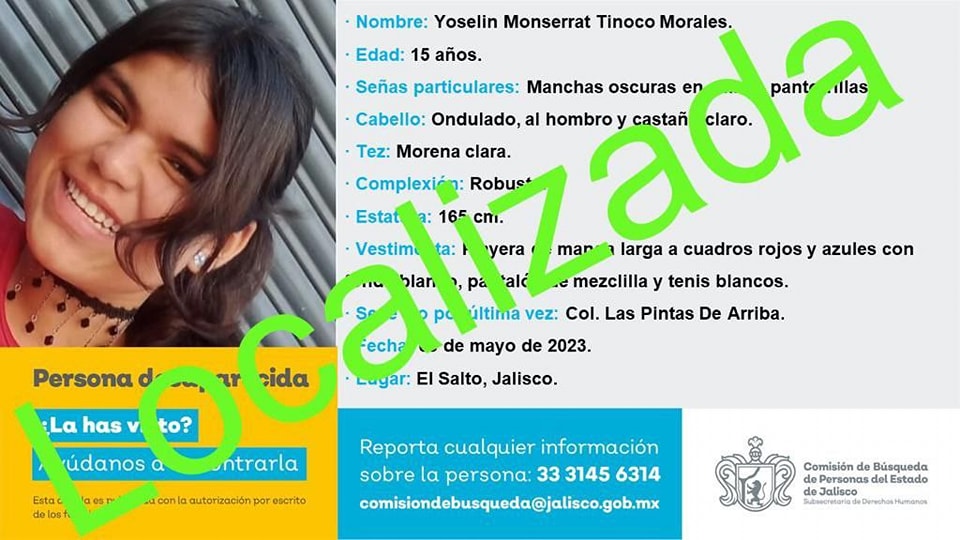 · Nombre: Yoselin Monserrat Tinoco Morales.
· Edad: 15 años.
· Señas particulares: Manchas oscuras en
· Cabello: Ondulado, al hombro y castaño claro.
· Tez: Morena clara.
· Complexión: Robust
· Estatura: 165 cm.
· Vestimenta: Playera de manga larga a cuadros rojos y azules con
blanco, pantalón de mezclilla y tenis blancos.
· Se le vio por última vez: Col. Las Pintas De Arriba.
· Fecha: de mayo de 2023.
· Lugar: El Salto, Jalisco.
Localizada
Persona desaparecida
¿La has visto?
Ayúdanos a encontrarla
Esta cédula es publicada con la autorización por escrito
de los
Reporta cualquier información
sobre la persona: 33 3145 6314
comisiondebusqueda@jalisco.gob.mx
Comisión de Búsqueda
de Personas del Estado
de Jalisco
Subsecretaría de Derechos Humanos